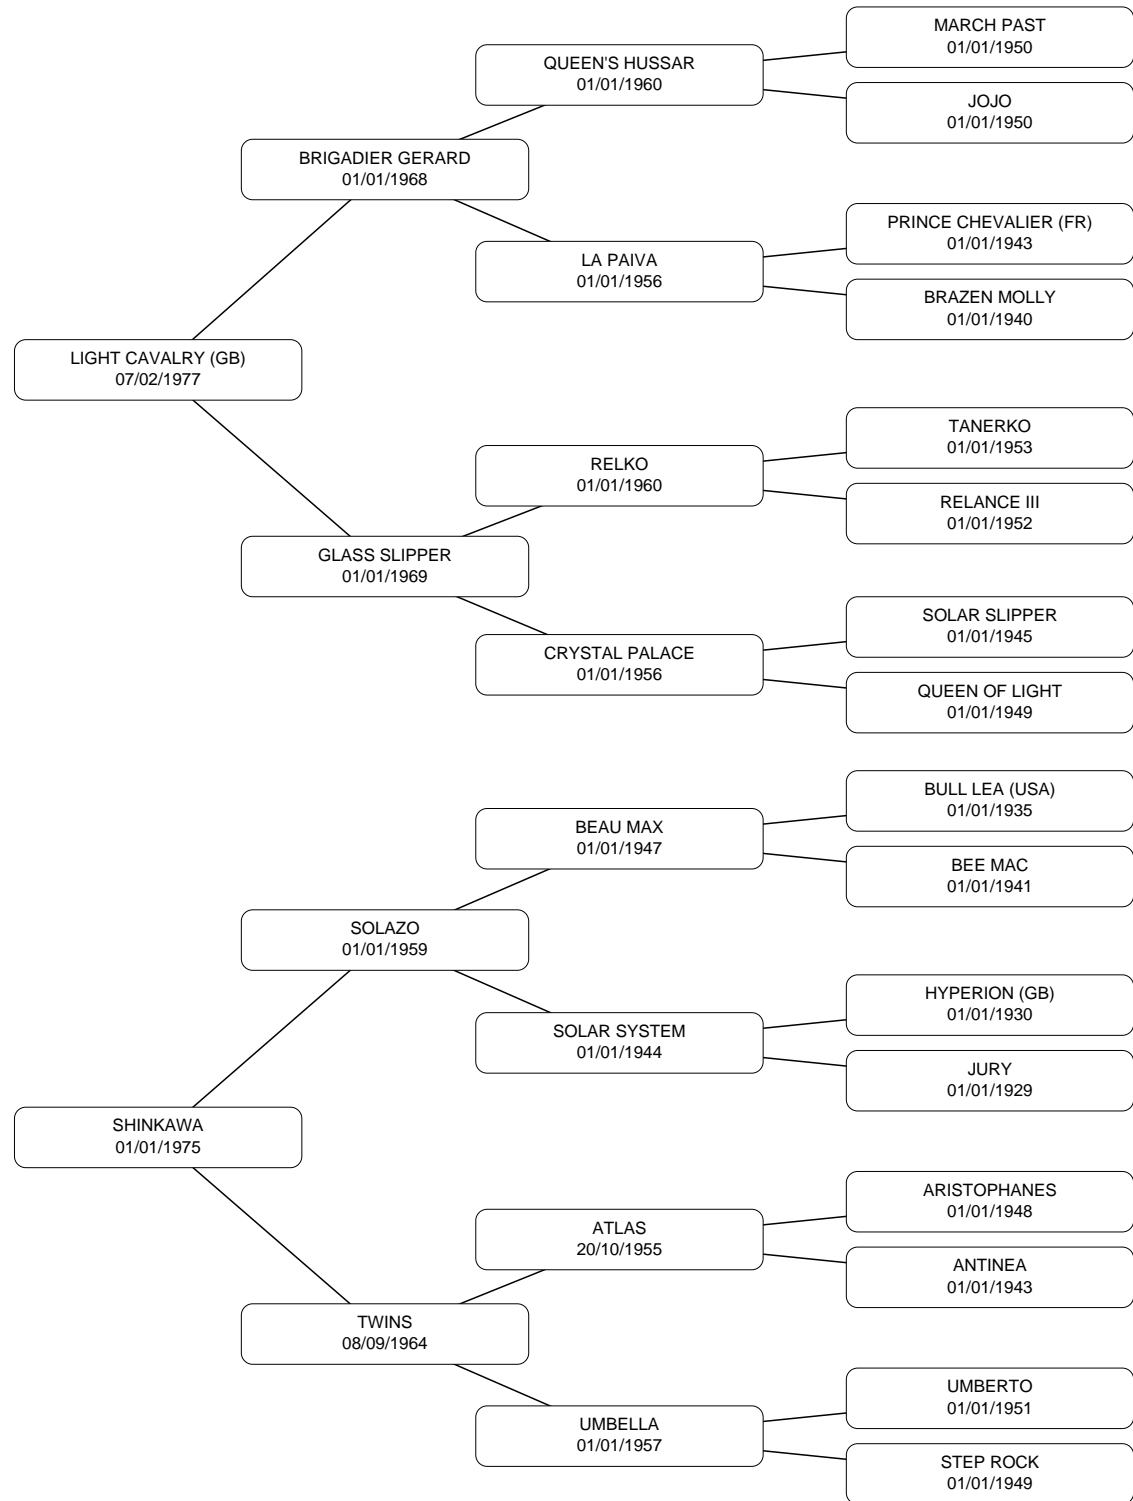 MARCH PAST
01/01/1950
QUEEN'S HUSSAR
01/01/1960
JOJO
01/01/1950
BRIGADIER GERARD
01/01/1968
PRINCE CHEVALIER (FR)
01/01/1943
LA PAIVA
01/01/1956
BRAZEN MOLLY
01/01/1940
LIGHT CAVALRY (GB)
07/02/1977
TANERKO
01/01/1953
RELKO
01/01/1960
RELANCE III
01/01/1952
GLASS SLIPPER
01/01/1969
SOLAR SLIPPER
01/01/1945
CRYSTAL PALACE
01/01/1956
QUEEN OF LIGHT
01/01/1949
BULL LEA (USA)
01/01/1935
BEAU MAX
01/01/1947
BEE MAC
01/01/1941
SOLAZO
01/01/1959
HYPERION (GB)
01/01/1930
SOLAR SYSTEM
01/01/1944
JURY
01/01/1929
SHINKAWA
01/01/1975
ARISTOPHANES
01/01/1948
ATLAS
20/10/1955
ANTINEA
01/01/1943
TWINS
08/09/1964
UMBERTO
01/01/1951
UMBELLA
01/01/1957
STEP ROCK
01/01/1949